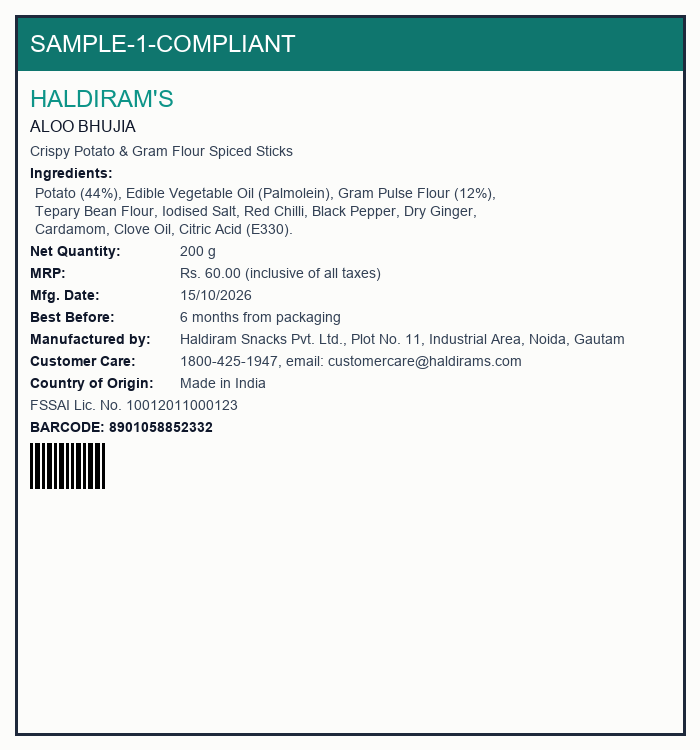 SAMPLE-1-COMPLIANT
HALDIRAM'S
ALOO BHUJIA
Crispy Potato & Gram Flour Spiced Sticks
Ingredients:
Potato (44%), Edible Vegetable Oil (Palmolein), Gram Pulse Flour (12%),
Tepary Bean Flour, Iodised Salt, Red Chilli, Black Pepper, Dry Ginger,
Cardamom, Clove Oil, Citric Acid (E330).
Net Quantity: 200 g
MRP: Rs. 60.00 (inclusive of all taxes)
Mfg. Date: 15/10/2026
Best Before: 6 months from packaging
Manufactured by: Haldiram Snacks Pvt. Ltd., Plot No. 11, Industrial Area, Noida, Gautam
Customer Care: 1800-425-1947, email: customercare@haldirams.com
Country of Origin: Made in India
FSSAI Lic. No. 10012011000123
BARCODE: 8901058852332